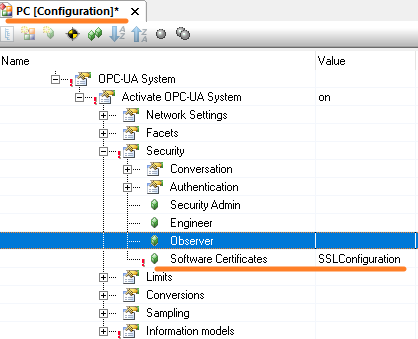 PC [Configuration]*
Name Value
OPC-UA System
Activate OPC-UA System on
Network Settings
Facets
Security
Conversation
Authentication
Security Admin
Engineer
Observer
Software Certificates SSLConfiguration
Limits
Conversions
Sampling
Information models